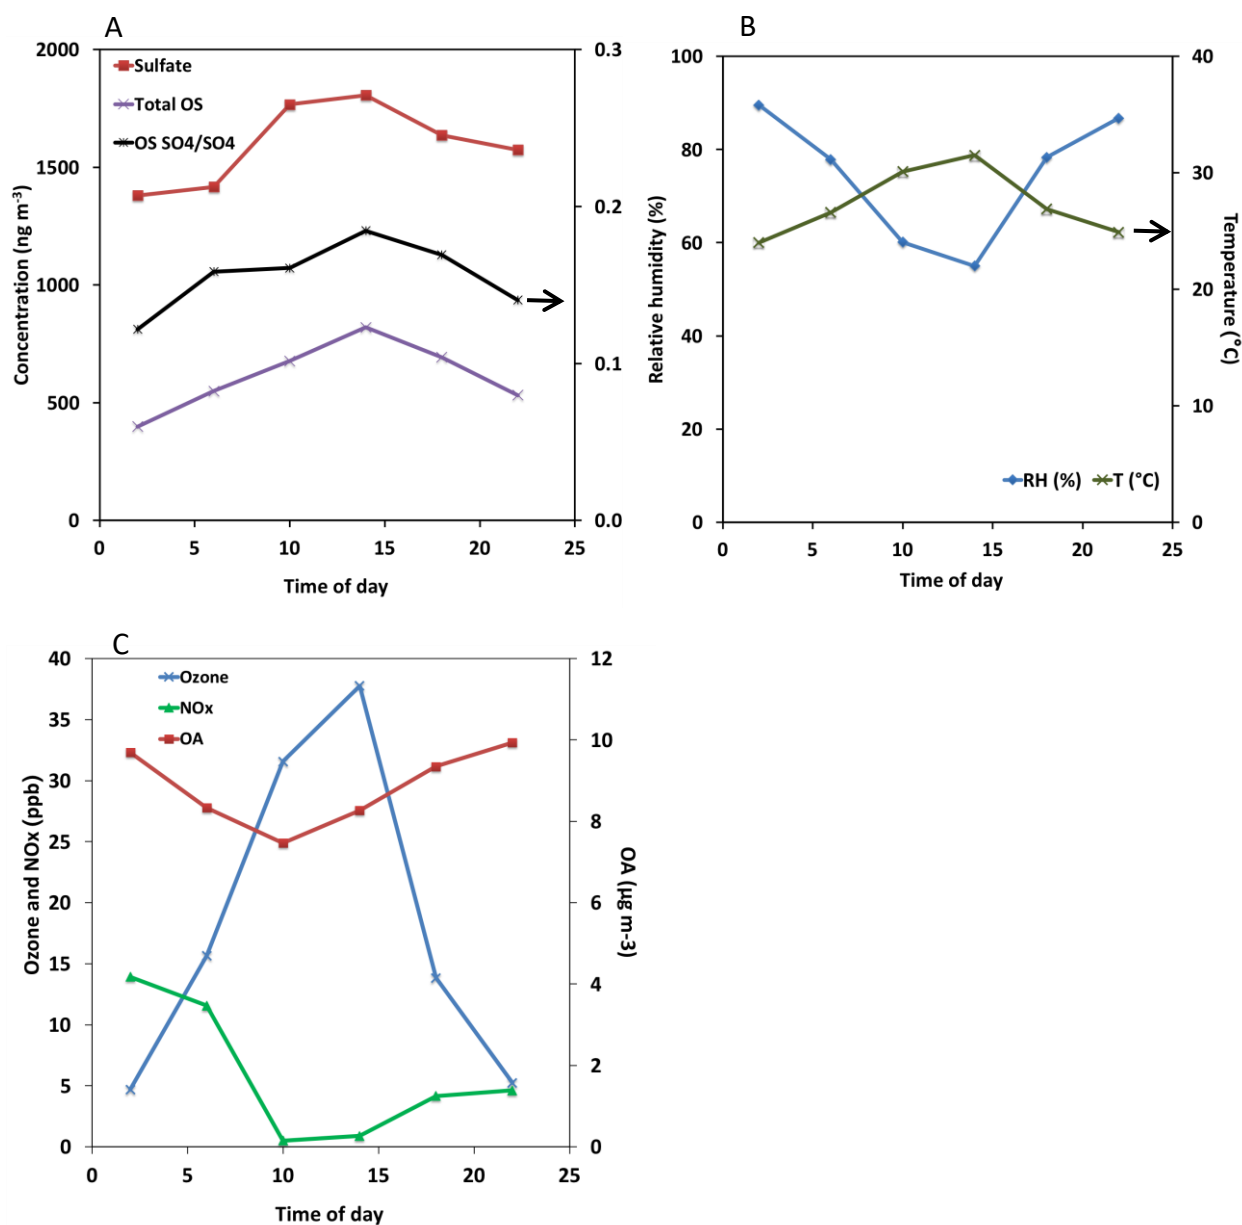 A
2000
1500
1000
500
0
Concentration (ng m-3)
Sulfate
Total OS
OS SO4/SO4
0.3
0.2
0.1
0.0
0 5 10 15 20 25
Time of day
B
100
80
60
40
20
0
Relative humidity (%)
40
30
20
10
0
Temperature (°C)
RH (%) T (°C)
0 5 10 15 20 25
Time of day
C
40
35
30
25
20
15
10
5
0
Ozone and NOx (ppb)
Ozone
NOx
OA
12
10
8
6
4
2
0
OA (µg m-3)
0 5 10 15 20 25
Time of day